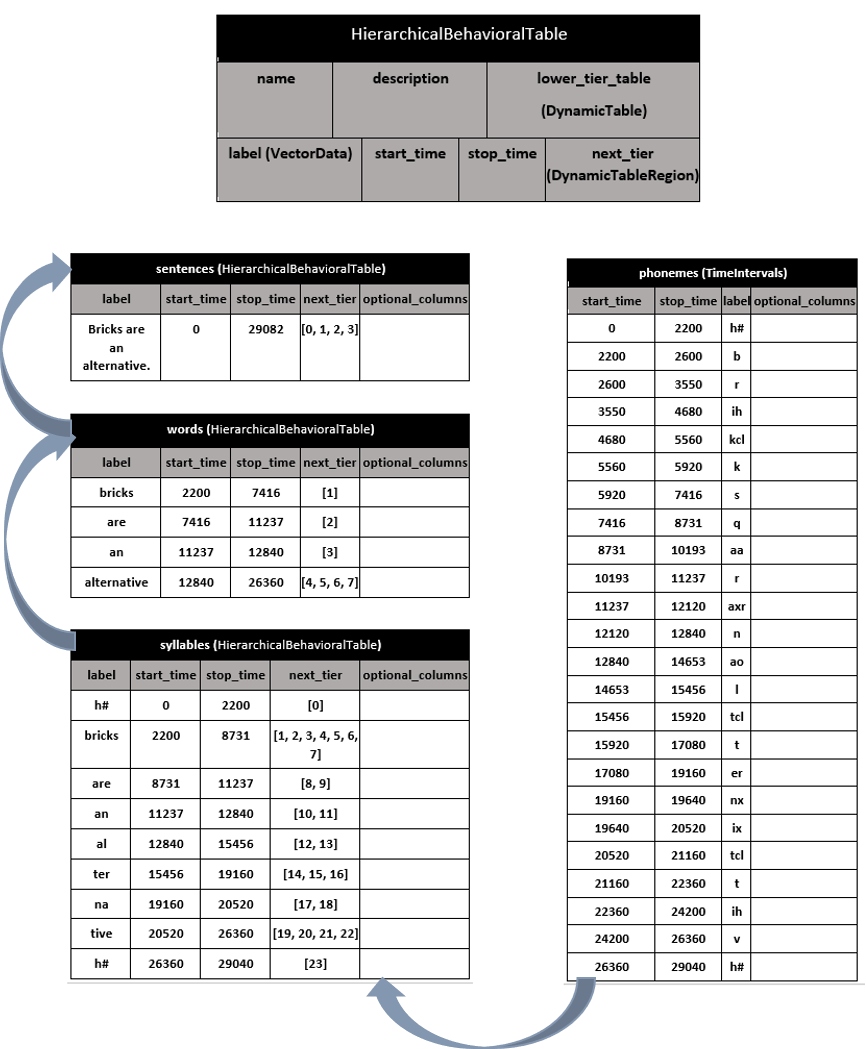 HierarchicalBehavioralTable
name description lower_tier_table
(DynamicTable)
label (VectorData) start_time stop_time next_tier
(DynamicTableRegion)
sentences (HierarchicalBehavioralTable)
label start_time stop_time next_tier optional_columns
Bricks are 0 29082 [0, 1, 2, 3]
an
alternative.
words (HierarchicalBehavioralTable)
label start_time stop_time next_tier optional_columns
bricks 2200 7416 [1]
are 7416 11237 [2]
an 11237 12840 [3]
alternative 12840 26360 [4, 5, 6, 7]
syllables (HierarchicalBehavioralTable)
label start_time stop_time next_tier optional_columns
h# 0 2200 [0]
bricks 2200 8731 [1, 2, 3, 4, 5, 6,
7]
are 8731 11237 [8, 9]
an 11237 12840 [10, 11]
al 12840 15456 [12, 13]
ter 15456 19160 [14, 15, 16]
na 19160 20520 [17, 18]
tive 20520 26360 [19, 20, 21, 22]
h# 26360 29040 [23]
phonemes (TimeIntervals)
start_time stop_time label optional_columns
0 2200 h#
2200 2600 b
2600 3550 r
3550 4680 ih
4680 5560 kcl
5560 5920 k
5920 7416 s
7416 8731 q
8731 10193 aa
10193 11237 r
11237 12120 axr
12120 12840 n
12840 14653 ao
14653 15456 l
15456 15920 tcl
15920 17080 t
17080 19160 er
19160 19640 nx
19640 20520 ix
20520 21160 tcl
21160 22360 t
22360 24200 ih
24200 26360 v
26360 29040 h#